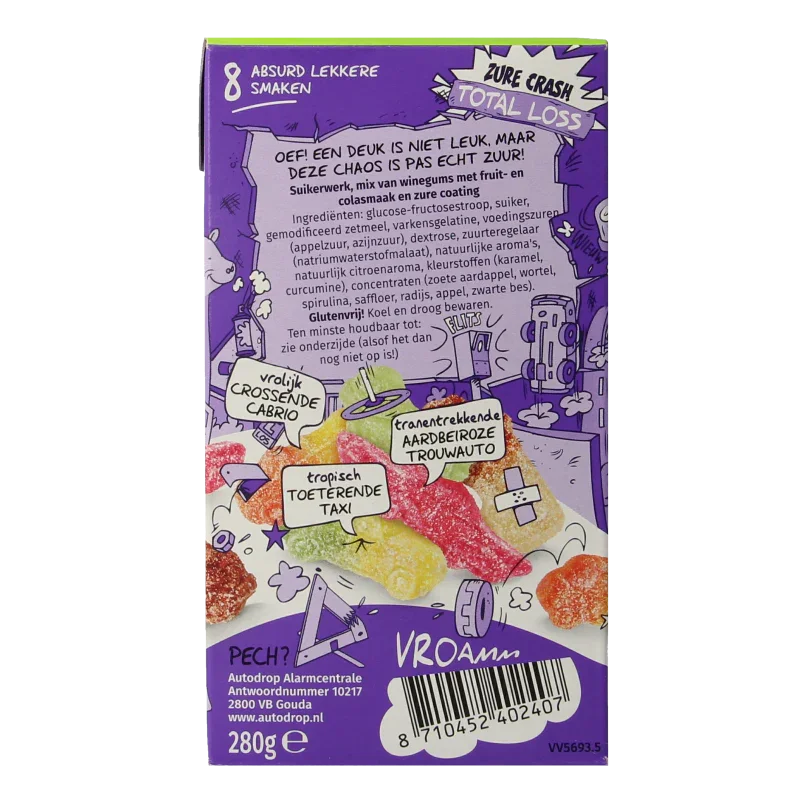 8 ABSURD LEKKERE
SMAKEN
ZURE CRASH
TOTAL LOSS
OEF! EEN DEUK IS NIET LEUK, MAAR
DEZE CHAOS IS PAS ECHT ZUUR!
Suikerwerk, mix van winegums met fruit- en
colasmaak en zure coating
Ingrediënten: glucose-fructosestroop, suiker,
gemodificeerd zetmeel, varkensgelatine, voedingszuren
(appelzuur, azijnzuur), dextrose, zuurteregelaar
(natriumwaterstofmalaat), natuurlijke aroma's,
natuurlijk citroenaroma, kleurstoffen (karamel,
curcumine), concentraten (zoete aardappel, wortel,
spirulina, saffloer, radijs, appel, zwarte bes).
Glutenvrij! Koel en droog bewaren.
Ten minste houdbaar tot:
zie onderzijde (alsof het dan
nog niet op is!)
FLITS
vrolijk
CROSSENDE
CABRIO
tranentrekkende
AARDBEIROZE
TROUWAUTO
tropisch
TOETERENDE
TAXI
PECH?
VROAMM
Autodrop Alarmcentrale
Antwoordnummer 10217
2800 VB Gouda
www.autodrop.nl
280g ℮
8 710452 402407
VV5693.5